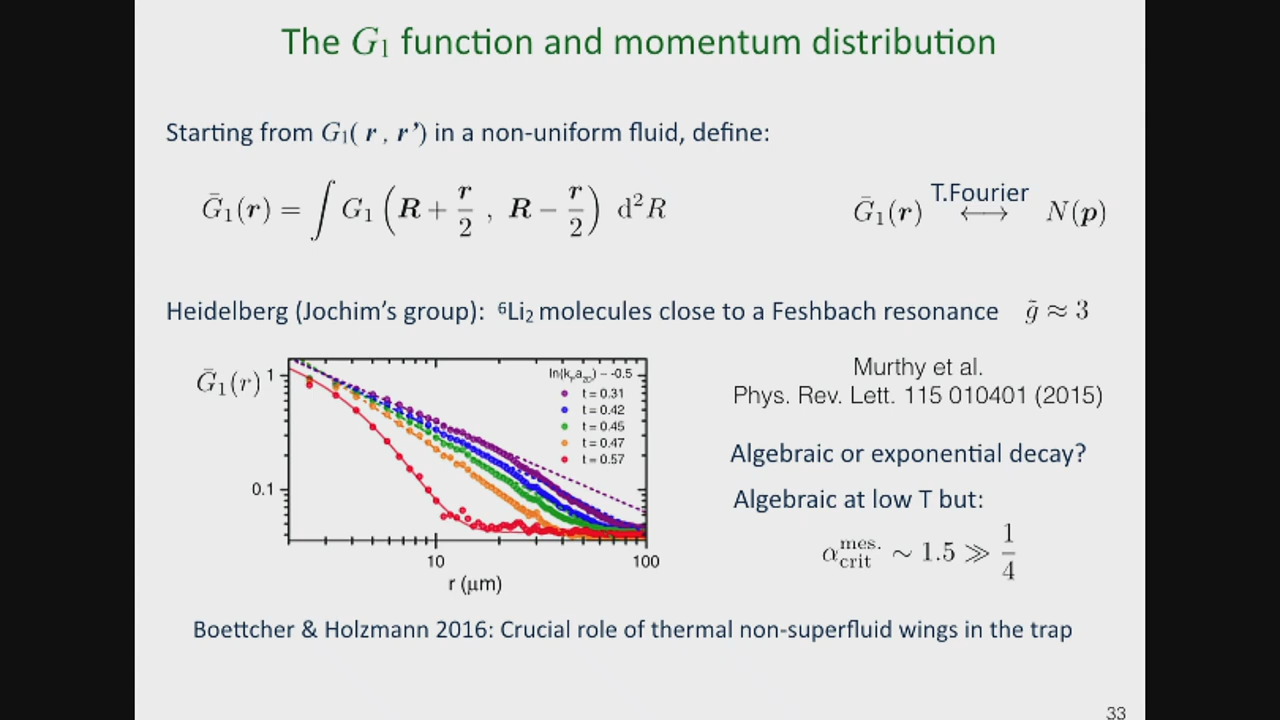 The G₁ function and momentum distribution
Starting from G₁( r , r’) in a non-uniform fluid, define:
Ḡ₁(r) = ∫ G₁ ( R + r/2 , R − r/2 ) d²R
T.Fourier
Ḡ₁(r) ⟷ N(p)
Heidelberg (Jochim’s group): ⁶Li₂ molecules close to a Feshbach resonance g̃ ≈ 3
Ḡ₁(r)
1
0.1
10
100
r (μm)
ln(k_F a_2D) ~ -0.5
t = 0.31
t = 0.42
t = 0.45
t = 0.47
t = 0.57
Murthy et al.
Phys. Rev. Lett. 115 010401 (2015)
Algebraic or exponential decay?
Algebraic at low T but:
α_crit^mes. ∼ 1.5 ≫ 1/4
Boettcher & Holzmann 2016: Crucial role of thermal non-superfluid wings in the trap
33